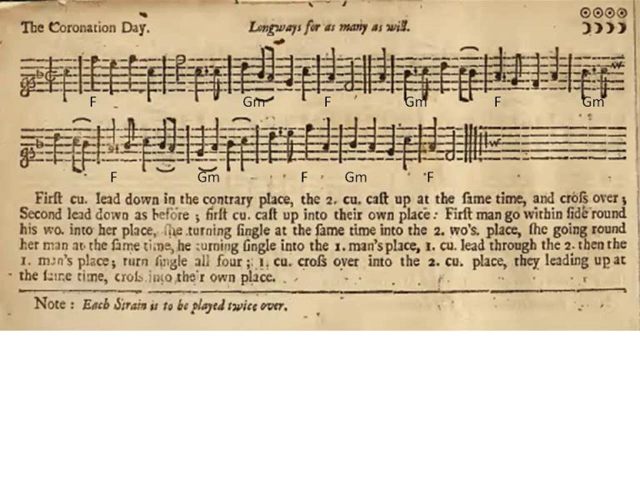 The Coronation Day. Longways for as many as will.
F Gm F Gm F Gm
F Gm F Gm F
Firſt cu. lead down in the contrary place, the 2. cu. caſt up at the ſame time, and croſs over;
Second lead down as before ; firſt cu. caſt up into their own place : Firſt man go within ſide round
his wo. into her place, ſhe turning ſingle at the ſame time into the 2. wo's. place, ſhe going round
her man at the ſame time, he turning ſingle into the 1. man's place, 1. cu. lead through the 2. then the
1. man's place; turn ſingle all four ; 1. cu. croſs over into the 2. cu. place, they leading up at
the ſame time, croſs into their own place.
Note : Each Strain is to be played twice over.